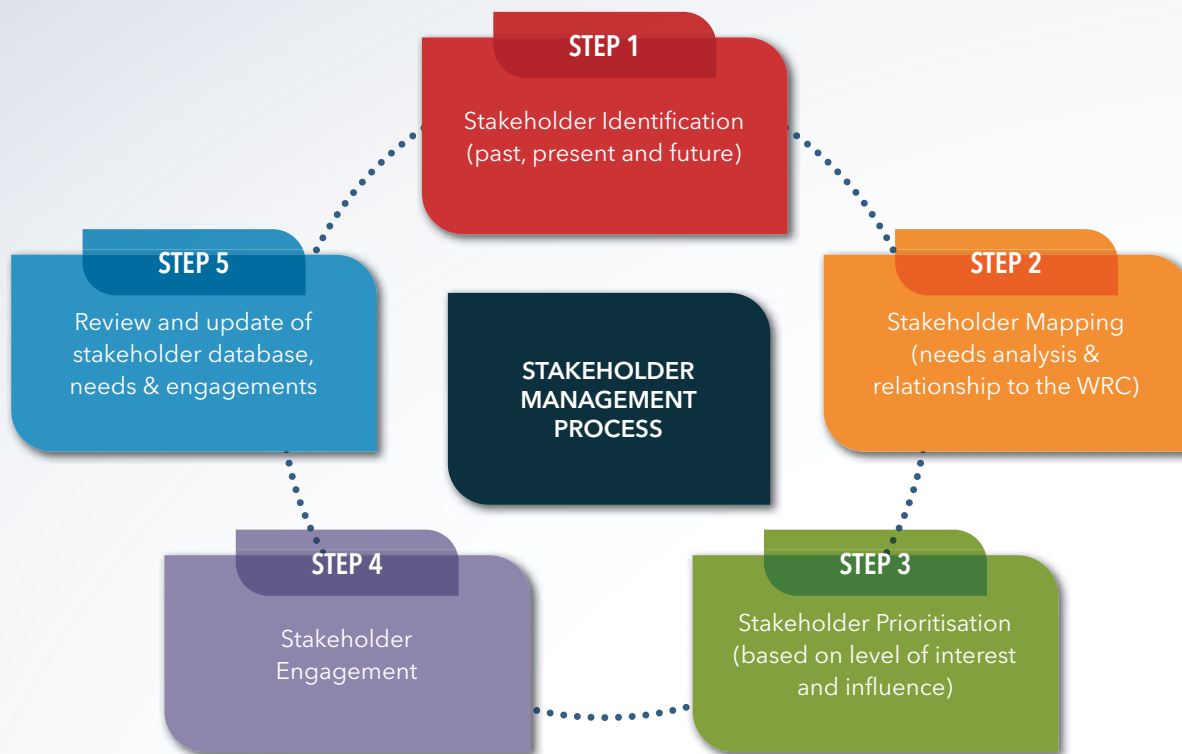 STEP 1
Stakeholder Identification
(past, present and future)
STEP 2
Stakeholder Mapping
(needs analysis &
relationship to the WRC)
STEP 3
Stakeholder Prioritisation
(based on level of interest
and influence)
STEP 4
Stakeholder
Engagement
STEP 5
Review and update of
stakeholder database,
needs & engagements
STAKEHOLDER
MANAGEMENT
PROCESS